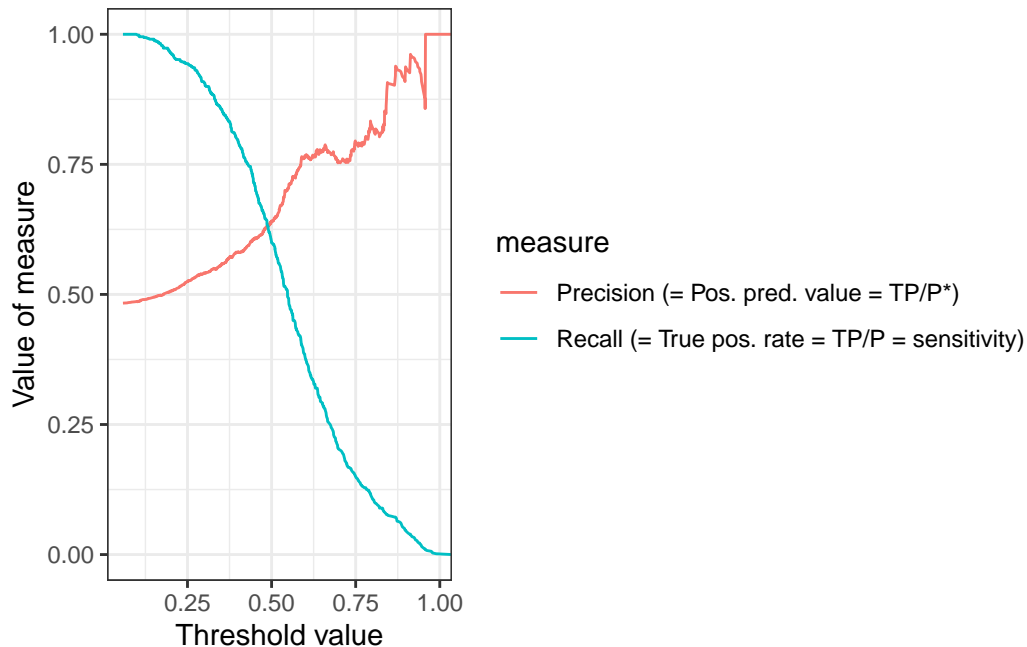 1.00
0.75
0.50
0.25
0.00
Value of measure
0.25 0.50 0.75 1.00
Threshold value
measure
Precision (= Pos. pred. value = TP/P*)
Recall (= True pos. rate = TP/P = sensitivity)